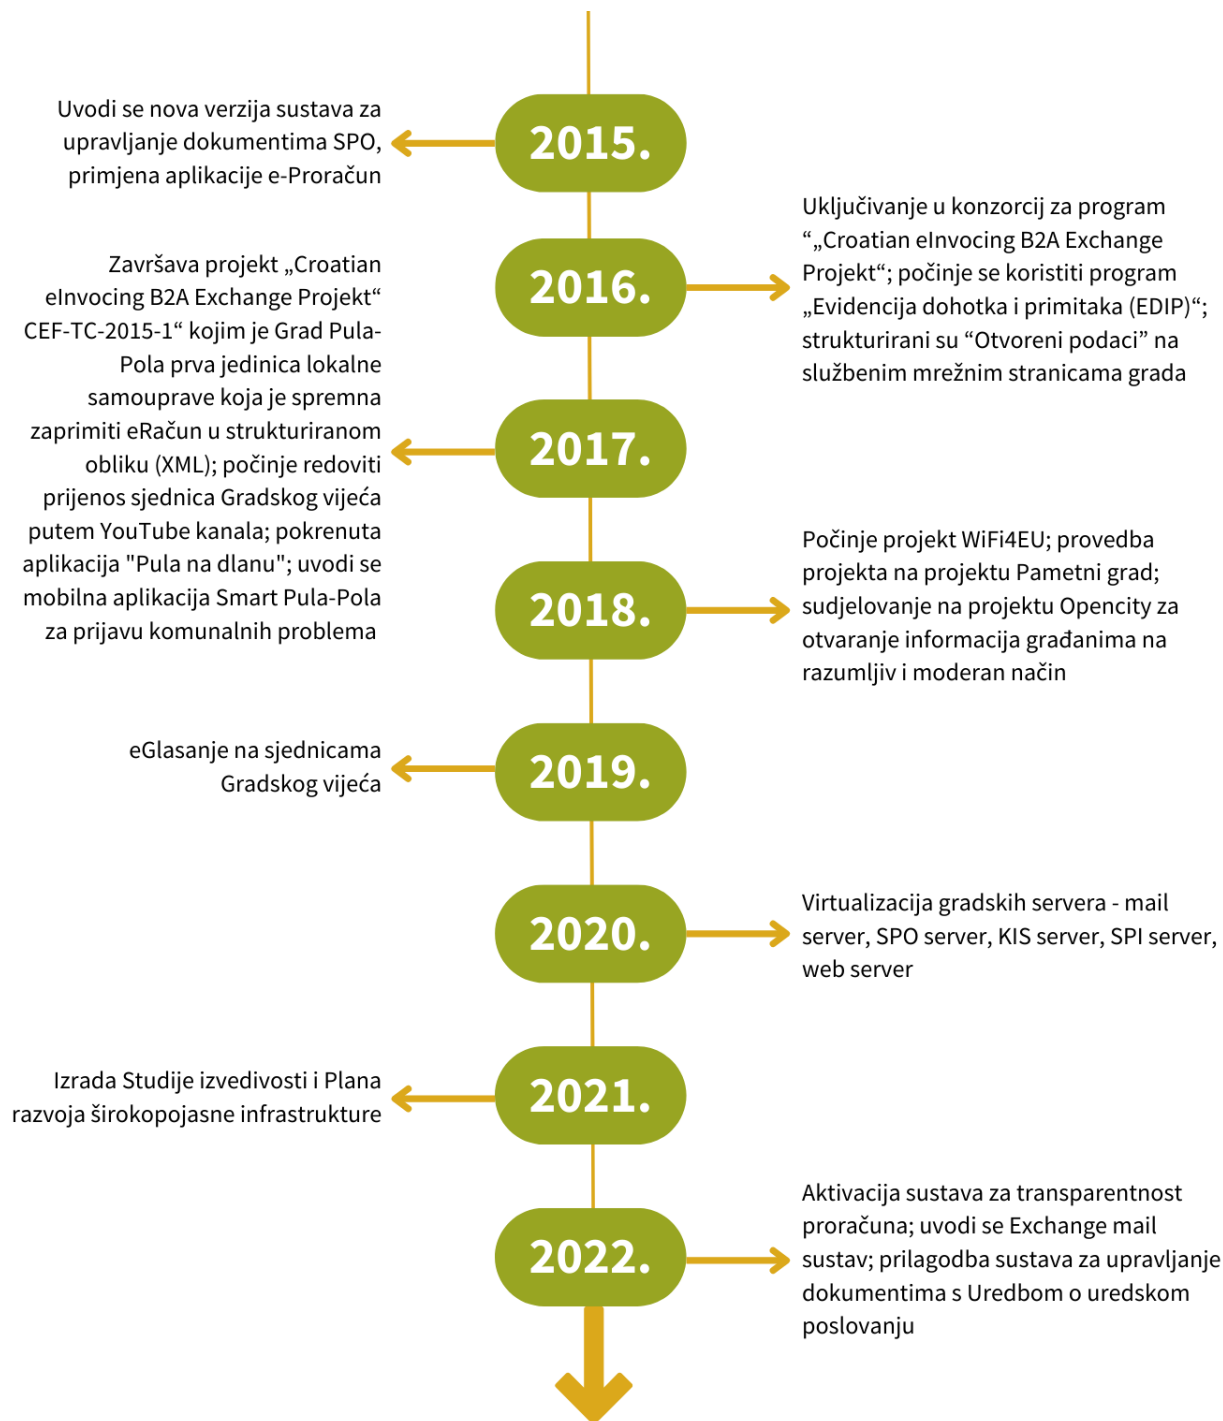 2015.
Uvodi se nova verzija sustava za
upravljanje dokumentima SPO,
primjena aplikacije e-Proračun
2016.
Uključivanje u konzorcij za program
“„Croatian eInvocing B2A Exchange
Projekt“; počinje se koristiti program
„Evidencija dohotka i primitaka (EDIP)“;
strukturirani su “Otvoreni podaci” na
službenim mrežnim stranicama grada
2017.
Završava projekt „Croatian
eInvocing B2A Exchange Projekt“
CEF-TC-2015-1“ kojim je Grad Pula-
Pola prva jedinica lokalne
samouprave koja je spremna
zaprimiti eRačun u strukturiranom
obliku (XML); počinje redoviti
prijenos sjednica Gradskog vijeća
putem YouTube kanala; pokrenuta
aplikacija "Pula na dlanu"; uvodi se
mobilna aplikacija Smart Pula-Pola
za prijavu komunalnih problema
2018.
Počinje projekt WiFi4EU; provedba
projekta na projektu Pametni grad;
sudjelovanje na projektu Opencity za
otvaranje informacija građanima na
razumljiv i moderan način
2019.
eGlasanje na sjednicama
Gradskog vijeća
2020.
Virtualizacija gradskih servera - mail
server, SPO server, KIS server, SPI server,
web server
2021.
Izrada Studije izvedivosti i Plana
razvoja širokopojasne infrastrukture
2022.
Aktivacija sustava za transparentnost
proračuna; uvodi se Exchange mail
sustav; prilagodba sustava za upravljanje
dokumentima s Uredbom o uredskom
poslovanju